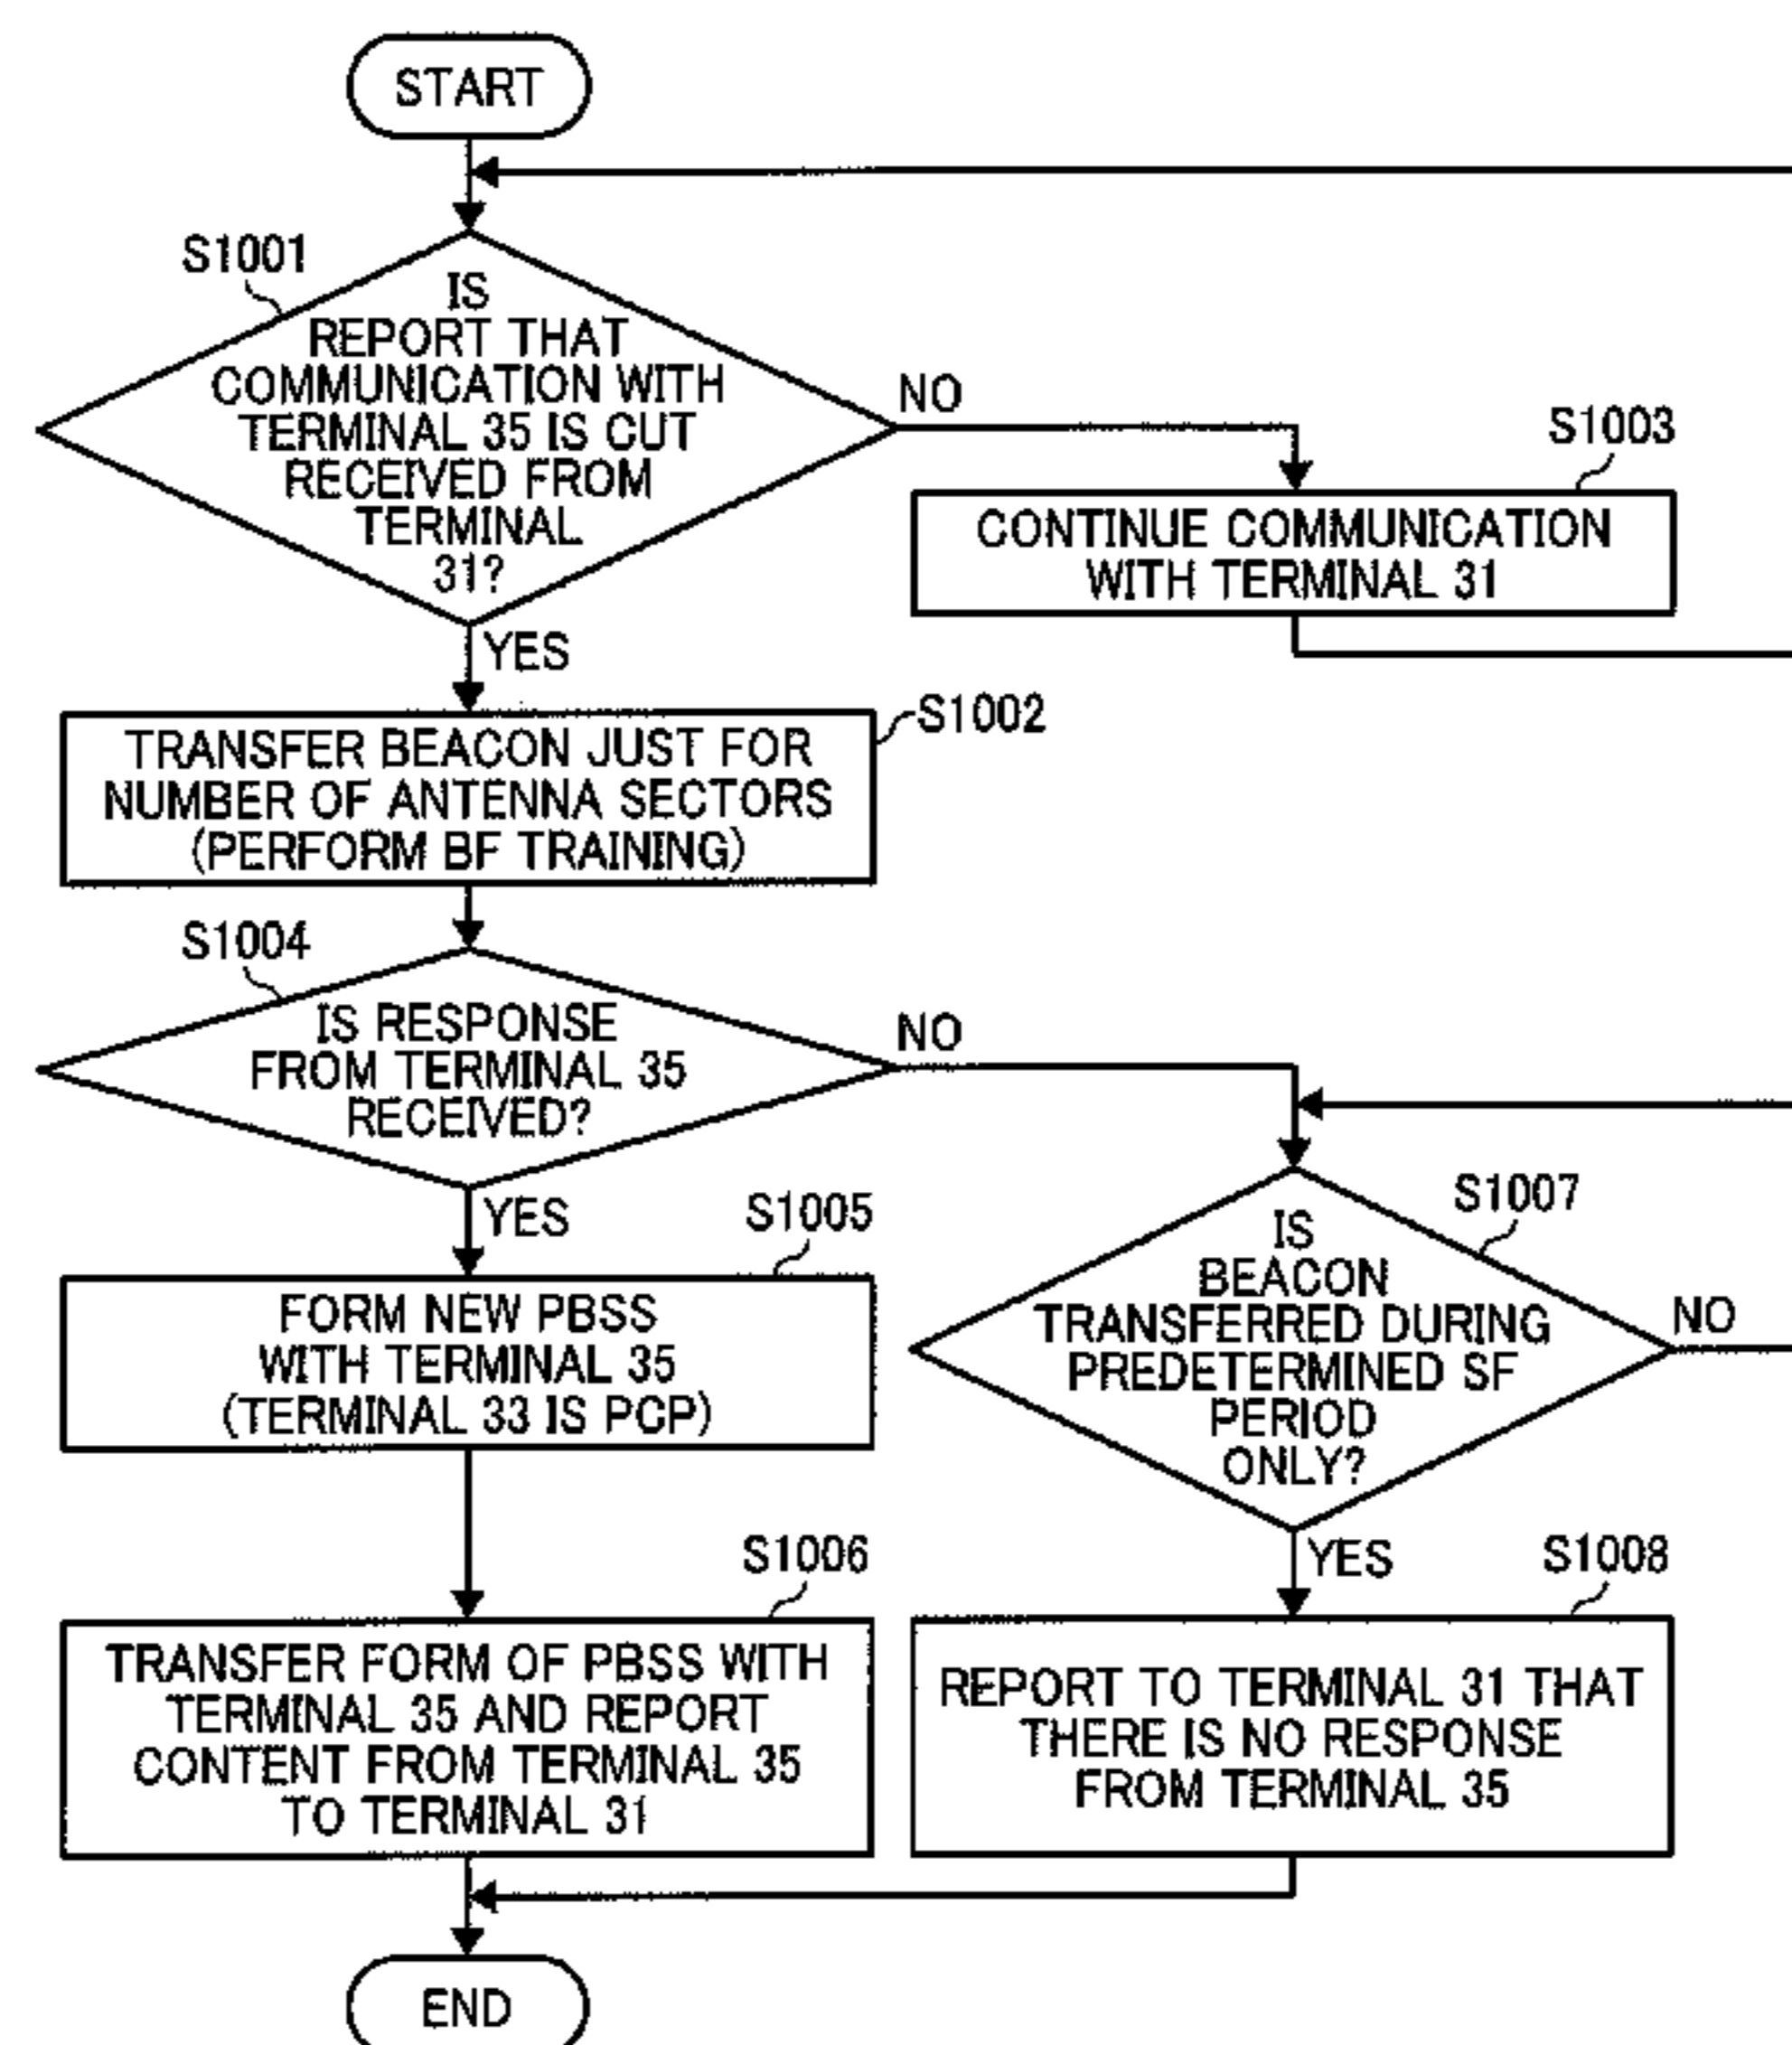 START
S1001
IS
REPORT THAT
COMMUNICATION WITH
TERMINAL 35 IS CUT
RECEIVED FROM
TERMINAL
31?
NO
S1003
CONTINUE COMMUNICATION
WITH TERMINAL 31
YES
S1002
TRANSFER BEACON JUST FOR
NUMBER OF ANTENNA SECTORS
(PERFORM BF TRAINING)
S1004
IS RESPONSE
FROM TERMINAL 35
RECEIVED?
NO
YES
S1005
FORM NEW PBSS
WITH TERMINAL 35
(TERMINAL 33 IS PCP)
S1007
IS
BEACON
TRANSFERRED DURING
PREDETERMINED SF
PERIOD
ONLY?
NO
YES
S1006
TRANSFER FORM OF PBSS WITH
TERMINAL 35 AND REPORT
CONTENT FROM TERMINAL 35
TO TERMINAL 31
S1008
REPORT TO TERMINAL 31 THAT
THERE IS NO RESPONSE
FROM TERMINAL 35
END